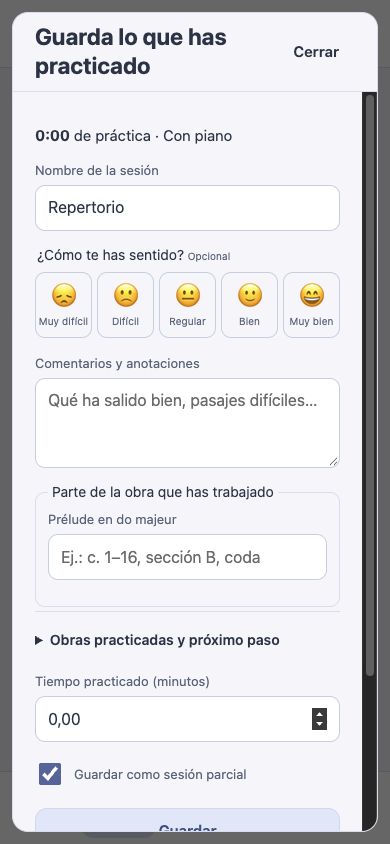 Guarda lo que has
practicado
Cerrar
0:00 de práctica · Con piano
Nombre de la sesión
Repertorio
¿Cómo te has sentido? Opcional
Muy difícil
Difícil
Regular
Bien
Muy bien
Comentarios y anotaciones
Qué ha salido bien, pasajes difíciles...
Parte de la obra que has trabajado
Prélude en do majeur
Ej.: c. 1–16, sección B, coda
Obras practicadas y próximo paso
Tiempo practicado (minutos)
0,00
Guardar como sesión parcial
Guardar